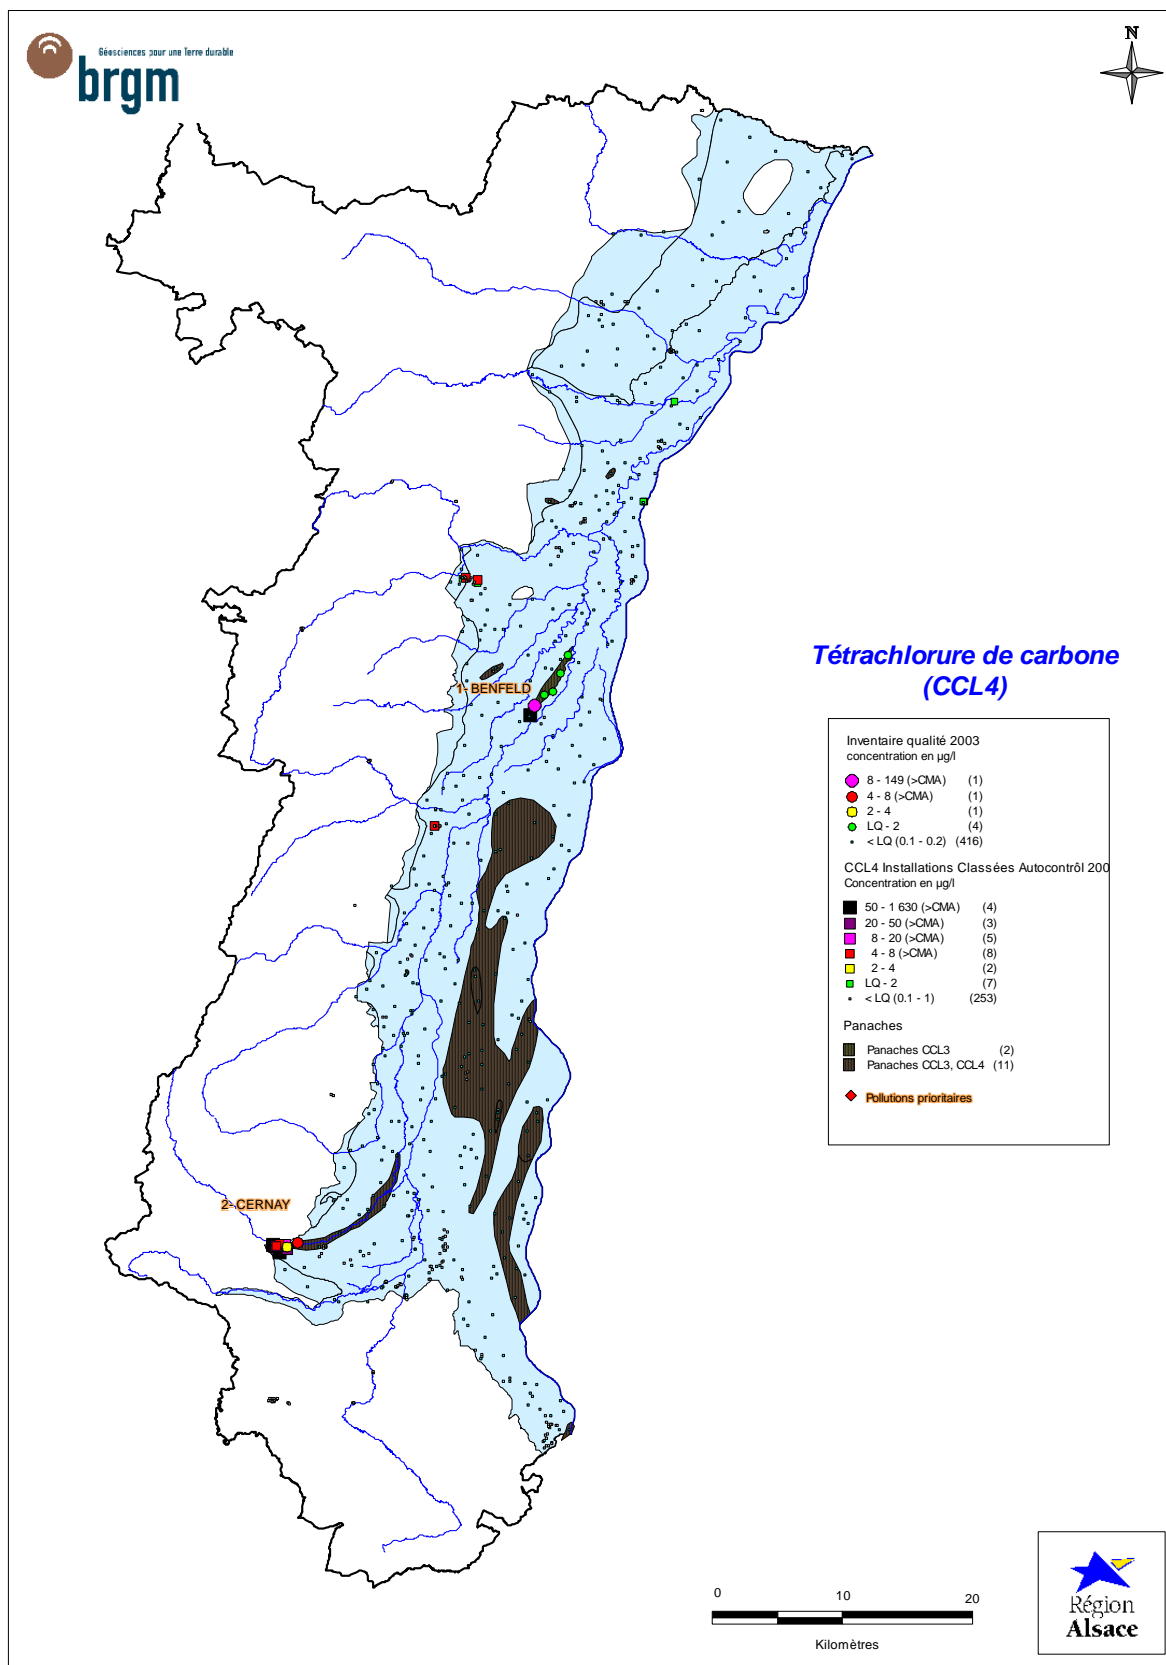 Géosciences pour une Terre durable
brgm
N
Tétrachlorure de carbone
(CCL4)
1- BENFELD
2- CERNAY
Inventaire qualité 2003
concentration en µg/l
8 - 149 (>CMA) (1)
4 - 8 (>CMA) (1)
2 - 4 (1)
LQ - 2 (4)
< LQ (0.1 - 0.2) (416)
CCL4 Installations Classées Autocontrôl 200
Concentration en µg/l
50 - 1 630 (>CMA) (4)
20 - 50 (>CMA) (3)
8 - 20 (>CMA) (5)
4 - 8 (>CMA) (8)
2 - 4 (2)
LQ - 2 (7)
< LQ (0.1 - 1) (253)
Panaches
Panaches CCL3 (2)
Panaches CCL3, CCL4 (11)
Pollutions prioritaires
0 10 20
Kilomètres
Région
Alsace